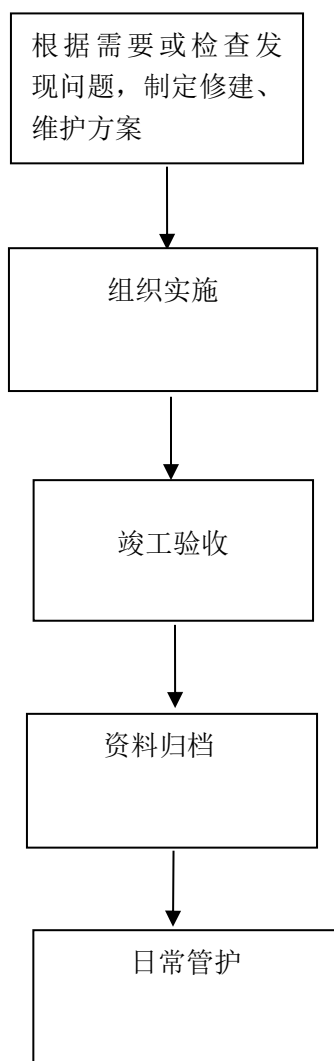 根据需要或检查发
现问题，制定修建、
维护方案
组织实施
竣工验收
资料归档
日常管护